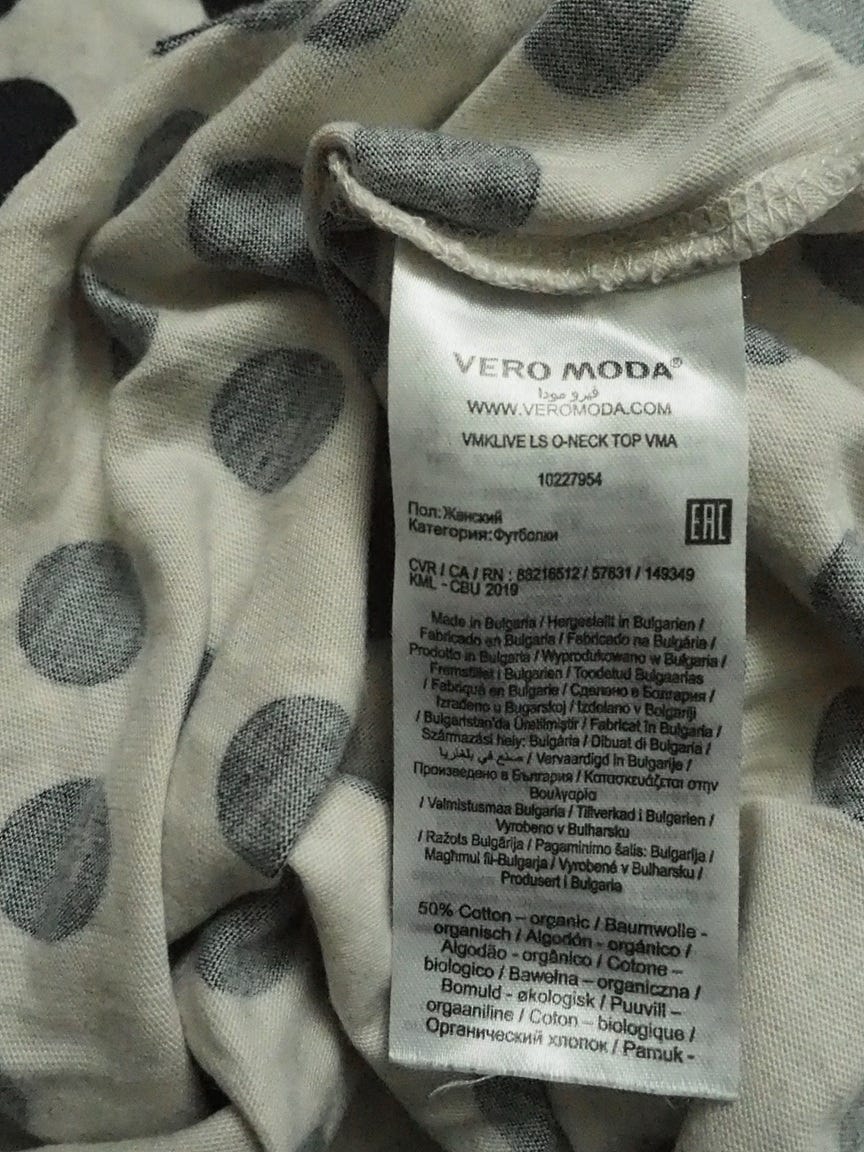 VERO MODA®
فيرو مودا
WWW.VEROMODA.COM
VMKLIVE LS O-NECK TOP VMA
10227954
Пол:Женский
Категория:Футболки
EAC
CVR / CA / RN : 88216512 / 57631 / 149349
KML - CBU 2019
Made in Bulgaria / Hergestellt in Bulgarien /
Fabricado en Bulgaria / Fabricado na Bulgária /
Prodotto in Bulgaria / Wyprodukowano w Bułgaria /
Fremstillet i Bulgarien / Toodetud Bulgaarias
/ Fabriqué en Bulgarie / Сделано в Болгария /
Izrađeno u Bugarskoj / Izdelano v Bolgariji
/ Bulgaristan'da Üretilmiştir / Fabricat în Bulgaria /
Származási hely: Bulgária / Dibuat di Bulgaria /
صنع في بلغاريا / Vervaardigd in Bulgarije /
Произведено в България / Κατασκευάζεται στην
Βουλγαρία
/ Valmistusmaa Bulgaria / Tillverkad i Bulgarien /
Vyrobeno v Bulharsku
/ Ražots Bulgārija / Pagaminimo šalis: Bulgarija /
Magħmul fil-Bulgarja / Vyrobené v Bulharsku /
Produsert i Bulgaria
50% Cotton – organic / Baumwolle -
organisch / Algodón - orgánico /
Algodão - orgânico / Cotone –
biologico / Bawełna – organiczna /
Bomuld - økologisk / Puuvill –
orgaaniline / Coton – biologique /
Органический хлопок / Pamuk -